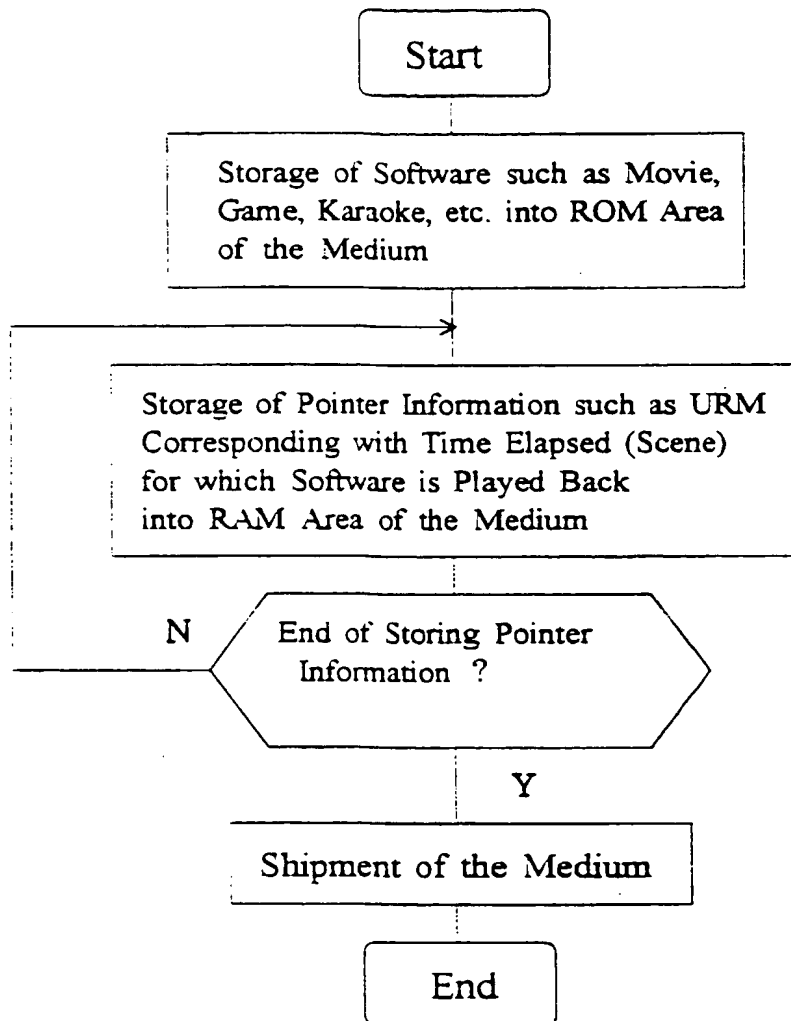 Start
Storage of Software such as Movie,
Game, Karaoke, etc. into ROM Area
of the Medium
Storage of Pointer Information such as URM
Corresponding with Time Elapsed (Scene)
for which Software is Played Back
into RAM Area of the Medium
N
End of Storing Pointer
Information ?
Y
Shipment of the Medium
End